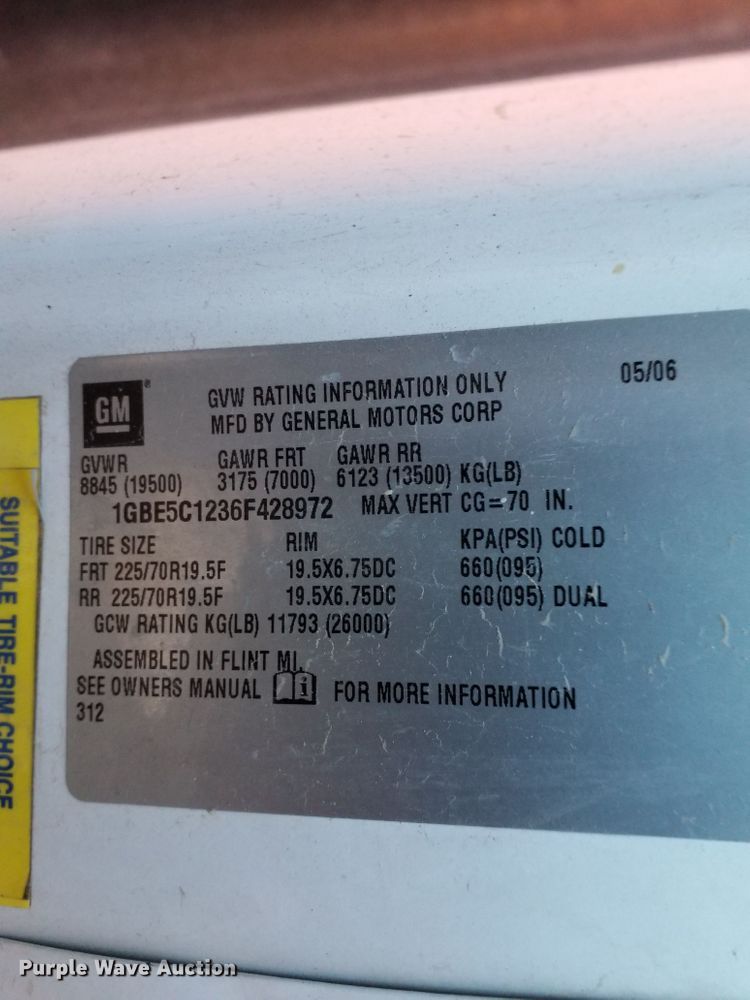 GM ®
GVW RATING INFORMATION ONLY 05/06
MFD BY GENERAL MOTORS CORP
GVWR GAWR FRT GAWR RR
8845 (19500) 3175 (7000) 6123 (13500) KG(LB)
1GBE5C1236F428972 MAX VERT CG=70 IN.
TIRE SIZE RIM KPA(PSI) COLD
FRT 225/70R19.5F 19.5X6.75DC 660(095)
RR 225/70R19.5F 19.5X6.75DC 660(095) DUAL
GCW RATING KG(LB) 11793 (26000)
ASSEMBLED IN FLINT MI.
SEE OWNERS MANUAL i FOR MORE INFORMATION
312
SUITABLE TIRE-RIM CHOICE
Purple Wave Auction